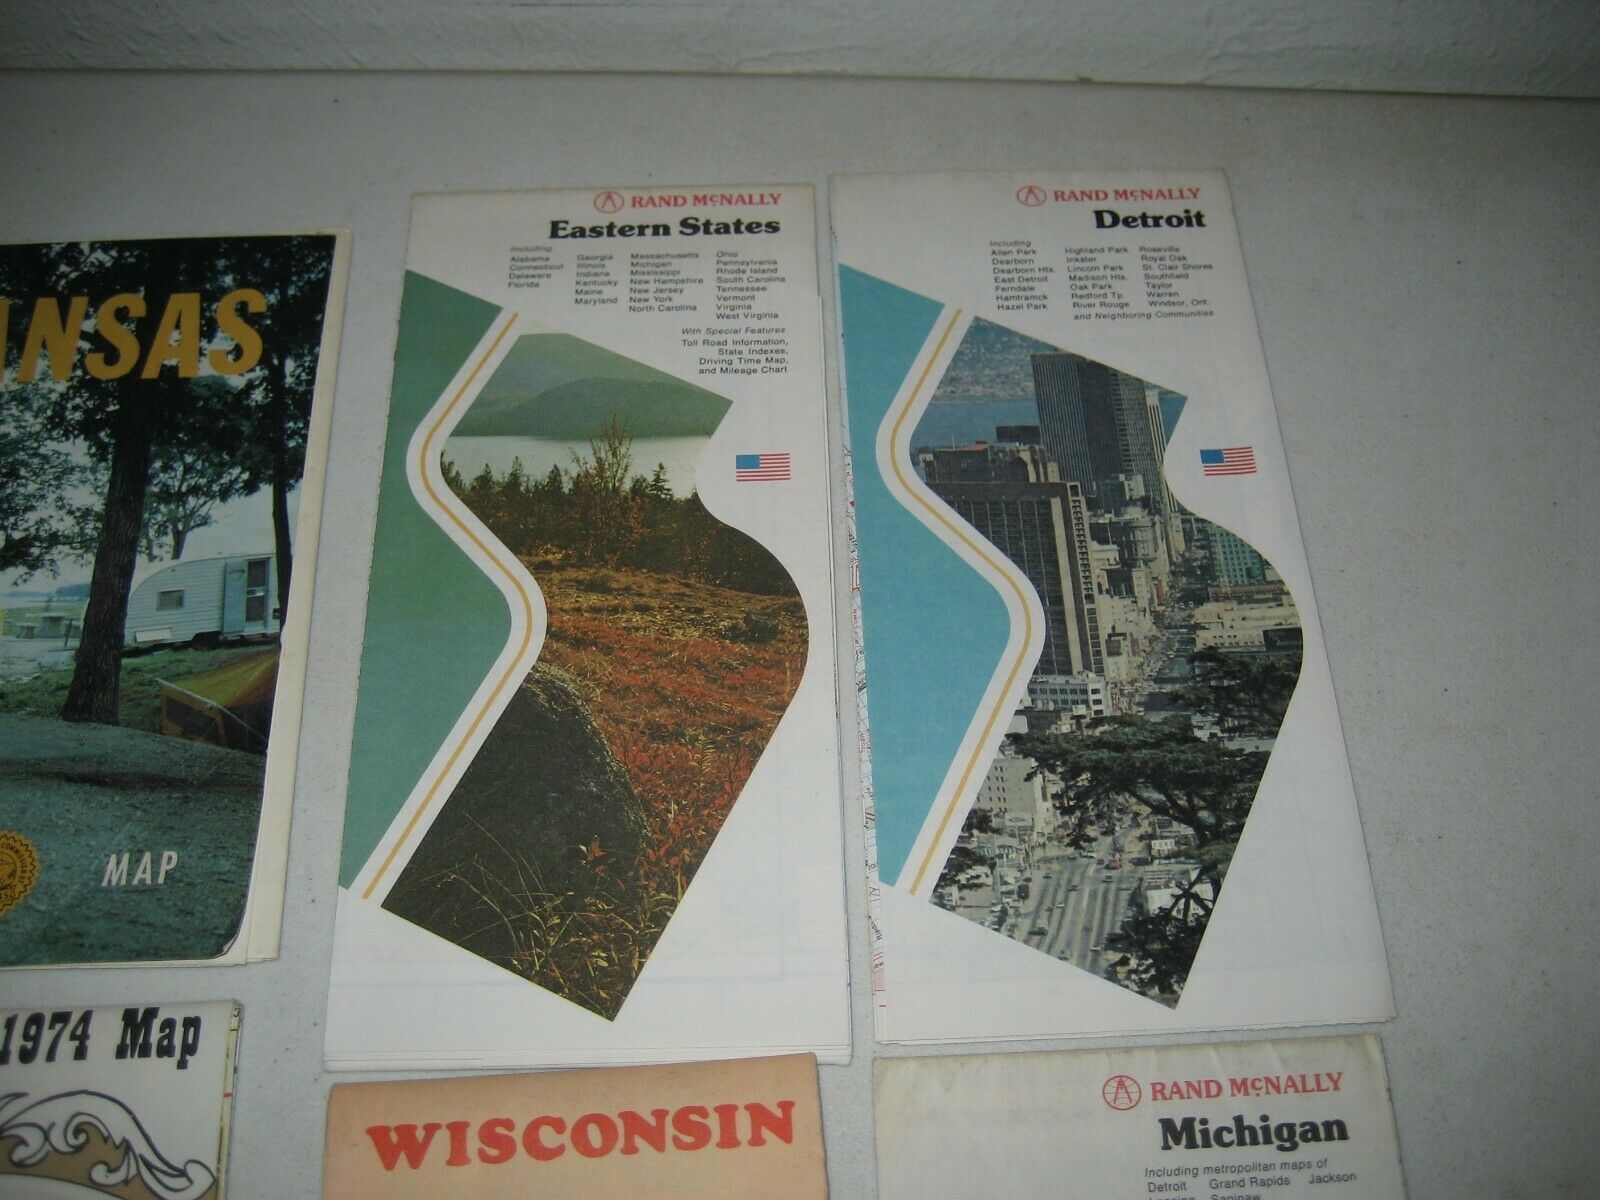 ANSAS
MAP
RAND McNALLY
Eastern States
Including
Alabama
Connecticut
Delaware
Florida
Georgia
Illinois
Indiana
Kentucky
Maine
Maryland
Massachusetts
Michigan
Mississippi
New Hampshire
New Jersey
New York
North Carolina
Ohio
Pennsylvania
Rhode Island
South Carolina
Tennessee
Vermont
Virginia
West Virginia
With Special Features
Toll Road Information,
State Indexes,
Driving Time Map,
and Mileage Chart
RAND McNALLY
Detroit
Including
Allen Park
Dearborn
Dearborn Hts.
East Detroit
Ferndale
Hamtramck
Hazel Park
Highland Park
Inkster
Lincoln Park
Madison Hts.
Oak Park
Redford Tp.
River Rouge
Roseville
Royal Oak
St. Clair Shores
Southfield
Taylor
Warren
Windsor, Ont.
and Neighboring Communities
1974 Map
WISCONSIN
RAND McNALLY
Michigan
Including metropolitan maps of
Detroit Grand Rapids Jackson
Lansing Saginaw